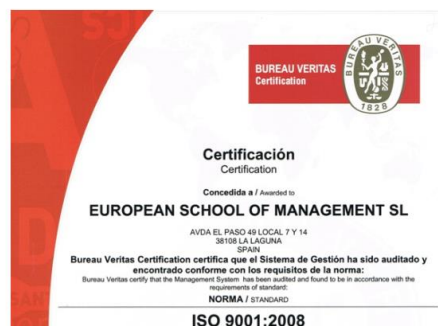 BUREAU VERITAS
Certification
BUREAU VERITAS
1828
Certificación
Certification
Concedida a / Awarded to
EUROPEAN SCHOOL OF MANAGEMENT SL
AVDA EL PASO 49 LOCAL 7 Y 14
38108 LA LAGUNA
SPAIN
Bureau Veritas Certification certifica que el Sistema de Gestión ha sido auditado y
encontrado conforme con los requisitos de la norma:
Bureau Veritas certify that the Management System has been audited and found to be in accordance with the
requirements of standard:
NORMA / STANDARD
ISO 9001:2008